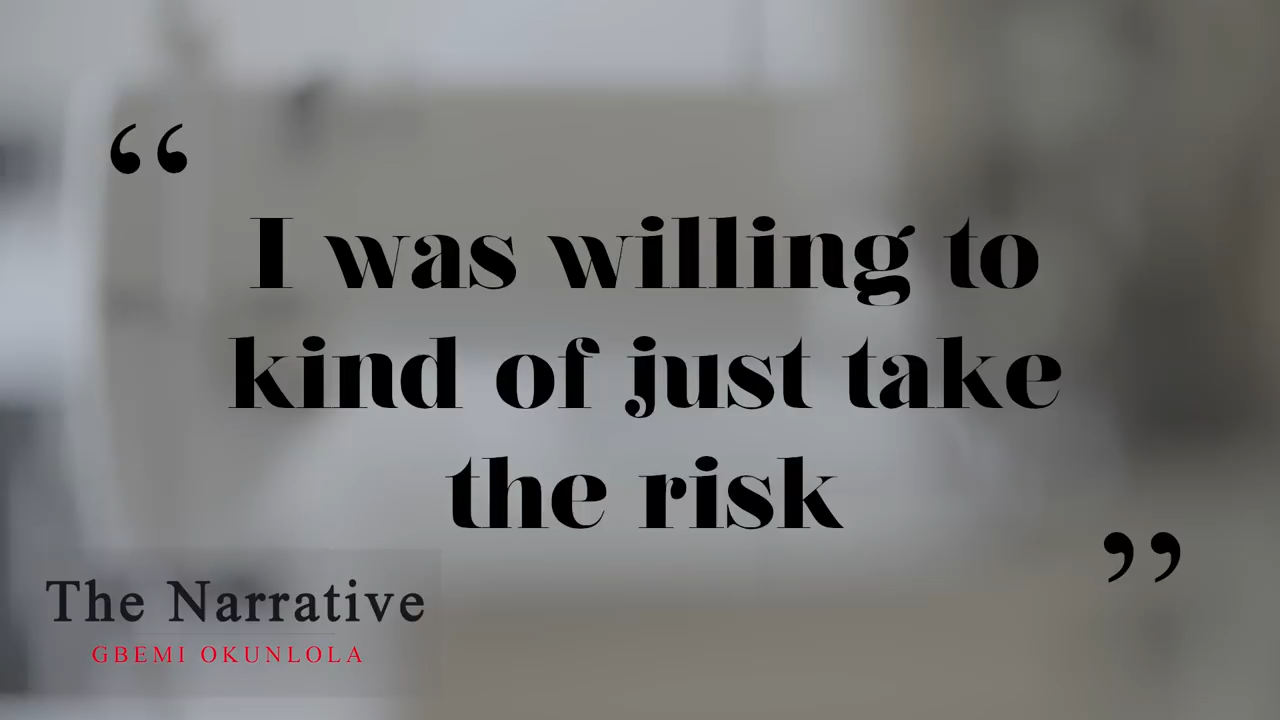 “
I was willing to
kind of just take
the risk
”
The Narrative
GBEMI OKUNLOLA